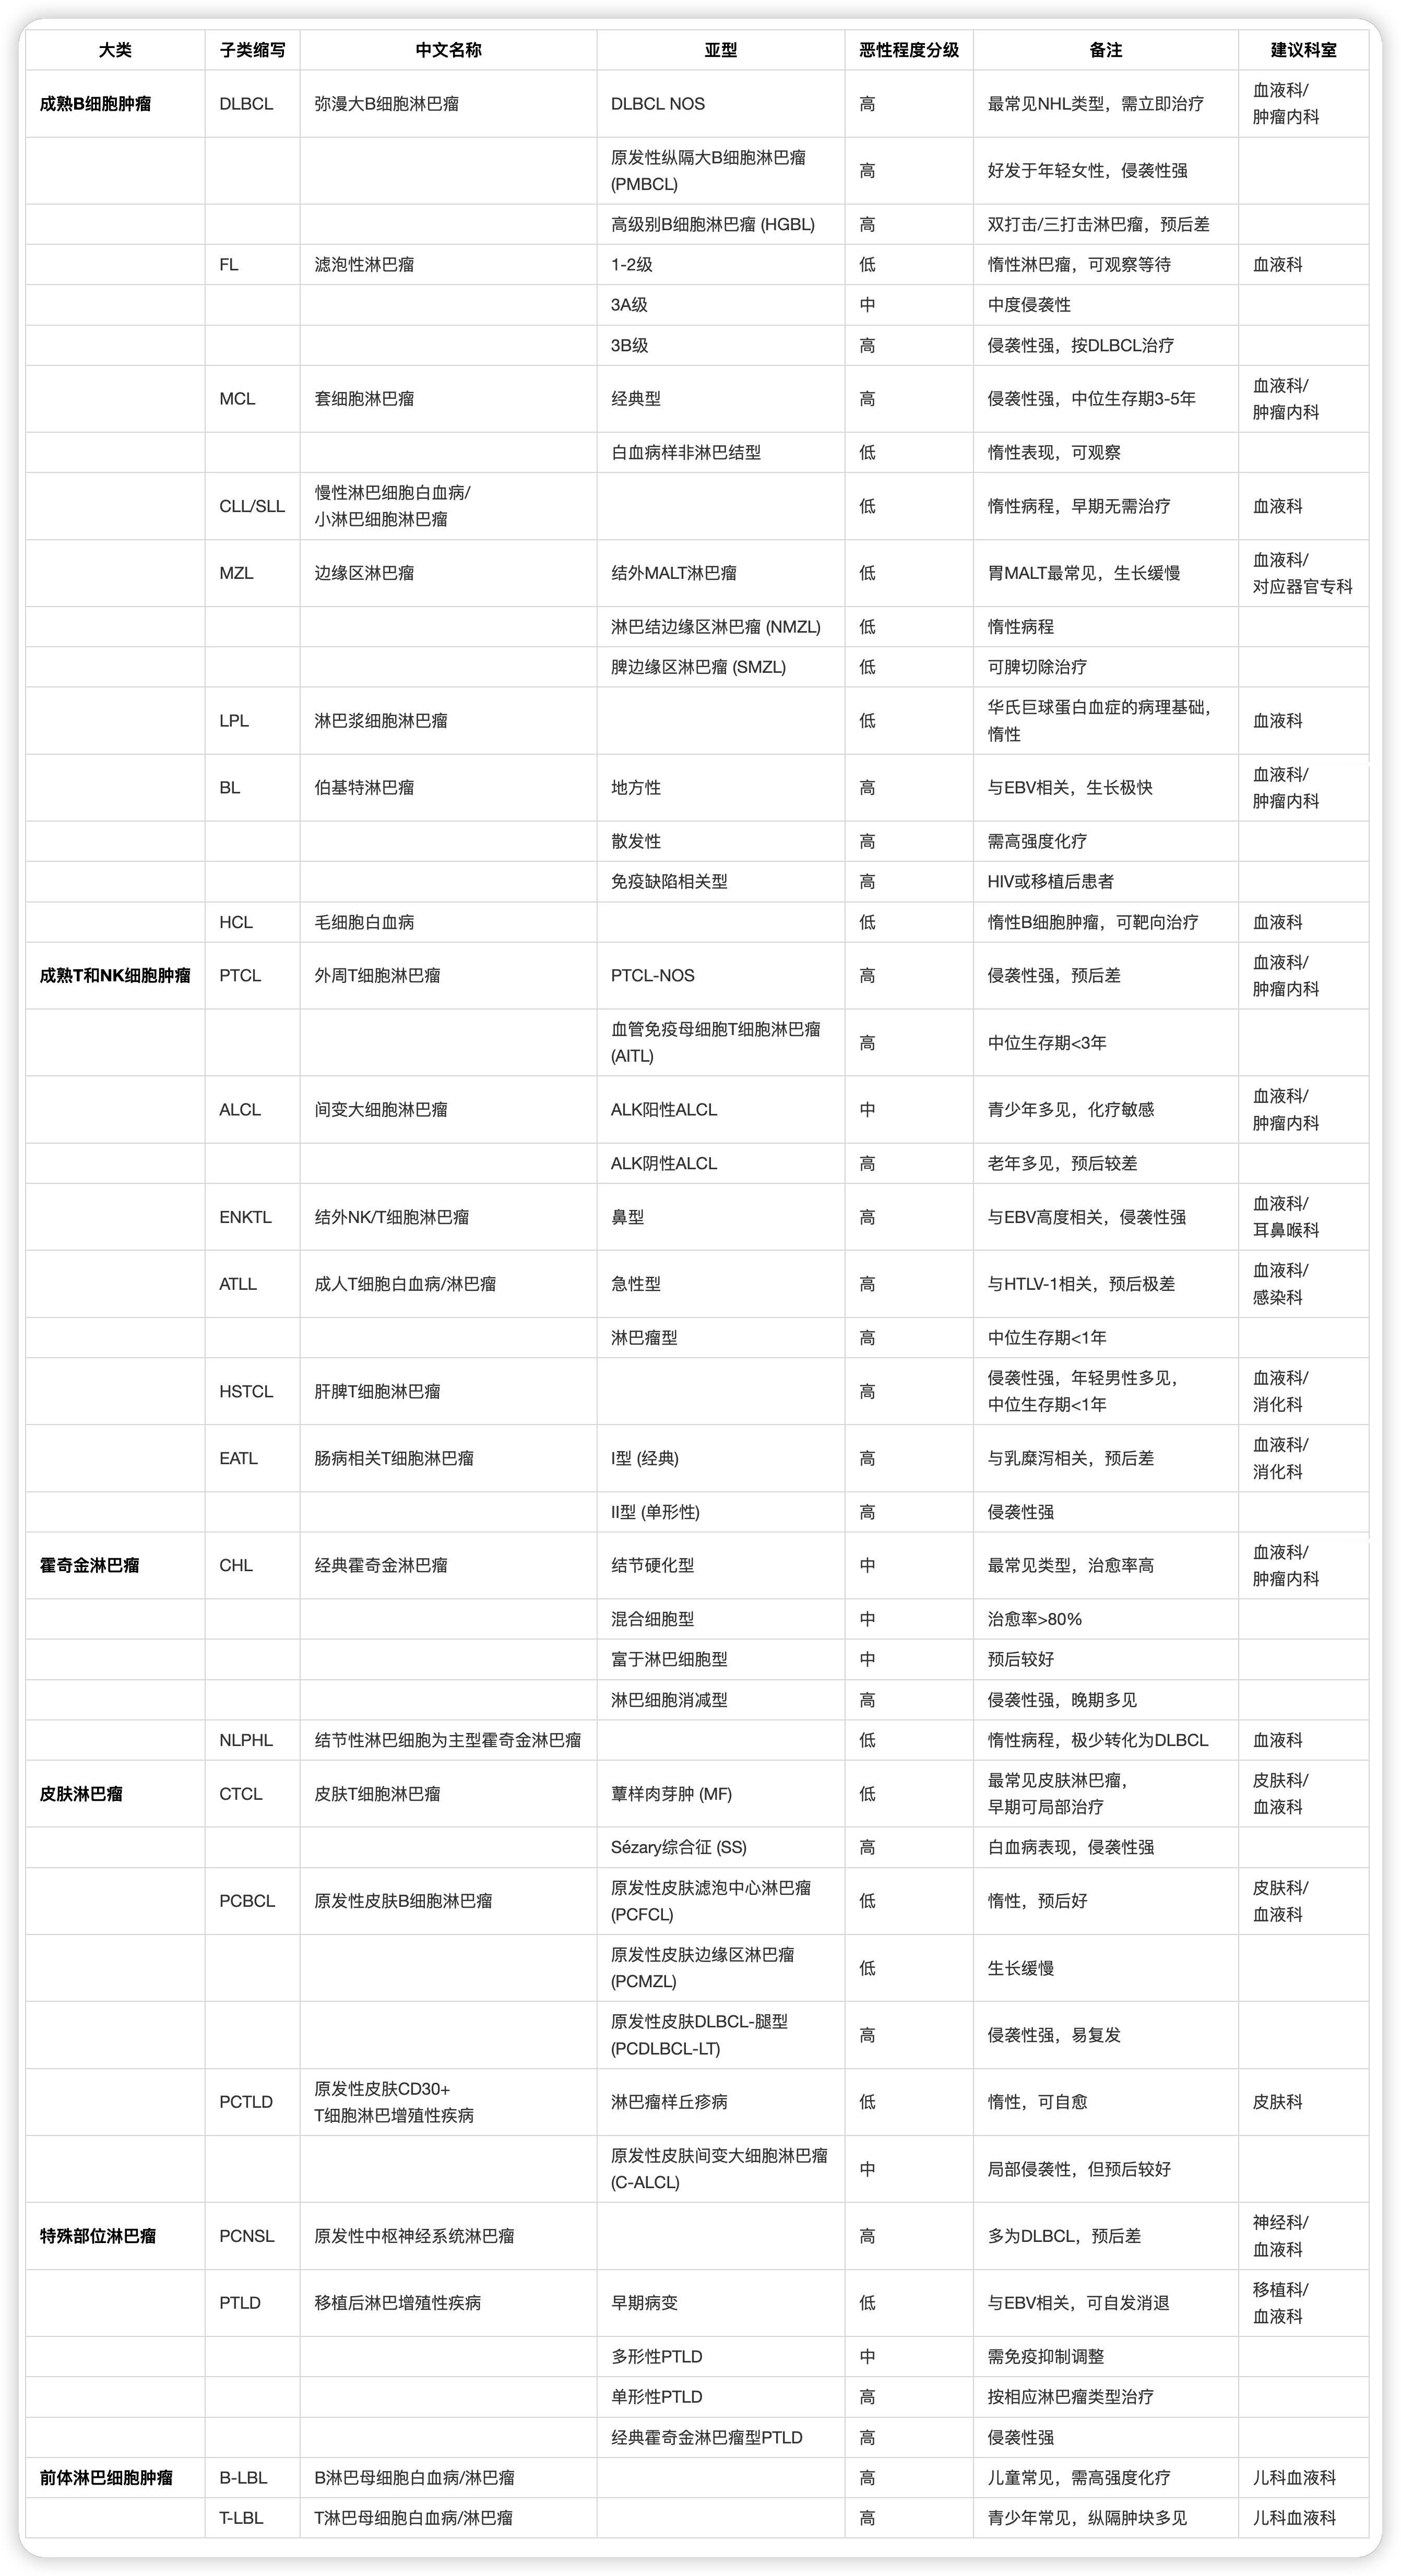 大类 子类缩写 中文名称 亚型 恶性程度分级 备注 建议科室
成熟B细胞肿瘤 DLBCL 弥漫大B细胞淋巴瘤 DLBCL NOS 高 最常见NHL类型，需立即治疗 血液科/
肿瘤内科
原发性纵隔大B细胞淋巴瘤
(PMBCL) 高 好发于年轻女性，侵袭性强
高级别B细胞淋巴瘤 (HGBL) 高 双打击/三打击淋巴瘤，预后差
FL 滤泡性淋巴瘤 1-2级 低 惰性淋巴瘤，可观察等待 血液科
3A级 中 中度侵袭性
3B级 高 侵袭性强，按DLBCL治疗
MCL 套细胞淋巴瘤 经典型 高 侵袭性强，中位生存期3-5年 血液科/
肿瘤内科
白血病样非淋巴结型 低 惰性表现，可观察
CLL/SLL 慢性淋巴细胞白血病/
小淋巴细胞淋巴瘤 低 惰性病程，早期无需治疗 血液科
MZL 边缘区淋巴瘤 结外MALT淋巴瘤 低 胃MALT最常见，生长缓慢 血液科/
对应器官专科
淋巴结边缘区淋巴瘤 (NMZL) 低 惰性病程
脾边缘区淋巴瘤 (SMZL) 低 可脾切除治疗
LPL 淋巴浆细胞淋巴瘤 低 华氏巨球蛋白血症的病理基础，
惰性 血液科
BL 伯基特淋巴瘤 地方性 高 与EBV相关，生长极快 血液科/
肿瘤内科
散发性 高 需高强度化疗
免疫缺陷相关型 高 HIV或移植后患者
HCL 毛细胞白血病 低 惰性B细胞肿瘤，可靶向治疗 血液科
成熟T和NK细胞肿瘤 PTCL 外周T细胞淋巴瘤 PTCL-NOS 高 侵袭性强，预后差 血液科/
肿瘤内科
血管免疫母细胞T细胞淋巴瘤
(AITL) 高 中位生存期<3年
ALCL 间变大细胞淋巴瘤 ALK阳性ALCL 中 青少年多见，化疗敏感 血液科/
肿瘤内科
ALK阴性ALCL 高 老年多见，预后较差
ENKTL 结外NK/T细胞淋巴瘤 鼻型 高 与EBV高度相关，侵袭性强 血液科/
耳鼻喉科
ATLL 成人T细胞白血病/淋巴瘤 急性型 高 与HTLV-1相关，预后极差 血液科/
感染科
淋巴瘤型 高 中位生存期<1年
HSTCL 肝脾T细胞淋巴瘤 高 侵袭性强，年轻男性多见，
中位生存期<1年 血液科/
消化科
EATL 肠病相关T细胞淋巴瘤 I型 (经典) 高 与乳糜泻相关，预后差 血液科/
消化科
II型 (单形性) 高 侵袭性强
霍奇金淋巴瘤 CHL 经典霍奇金淋巴瘤 结节硬化型 中 最常见类型，治愈率高 血液科/
肿瘤内科
混合细胞型 中 治愈率>80%
富于淋巴细胞型 中 预后较好
淋巴细胞消减型 高 侵袭性强，晚期多见
NLPHL 结节性淋巴细胞为主型霍奇金淋巴瘤 低 惰性病程，极少转化为DLBCL 血液科
皮肤淋巴瘤 CTCL 皮肤T细胞淋巴瘤 蕈样肉芽肿 (MF) 低 最常见皮肤淋巴瘤，
早期可局部治疗 皮肤科/
血液科
Sézary综合征 (SS) 高 白血病表现，侵袭性强
PCBCL 原发性皮肤B细胞淋巴瘤 原发性皮肤滤泡中心淋巴瘤
(PCFCL) 低 惰性，预后好 皮肤科/
血液科
原发性皮肤边缘区淋巴瘤
(PCMZL) 低 生长缓慢
原发性皮肤DLBCL-腿型
(PCDLBCL-LT) 高 侵袭性强，易复发
PCTLD 原发性皮肤CD30+
T细胞淋巴增殖性疾病 淋巴瘤样丘疹病 低 惰性，可自愈 皮肤科
原发性皮肤间变大细胞淋巴瘤
(C-ALCL) 中 局部侵袭性，但预后较好
特殊部位淋巴瘤 PCNSL 原发性中枢神经系统淋巴瘤 高 多为DLBCL，预后差 神经科/
血液科
PTLD 移植后淋巴增殖性疾病 早期病变 低 与EBV相关，可自发消退 移植科/
血液科
多形性PTLD 中 需免疫抑制调整
单形性PTLD 高 按相应淋巴瘤类型治疗
经典霍奇金淋巴瘤型PTLD 高 侵袭性强
前体淋巴细胞肿瘤 B-LBL B淋巴母细胞白血病/淋巴瘤 高 儿童常见，需高强度化疗 儿科血液科
T-LBL T淋巴母细胞白血病/淋巴瘤 高 青少年常见，纵隔肿块多见 儿科血液科